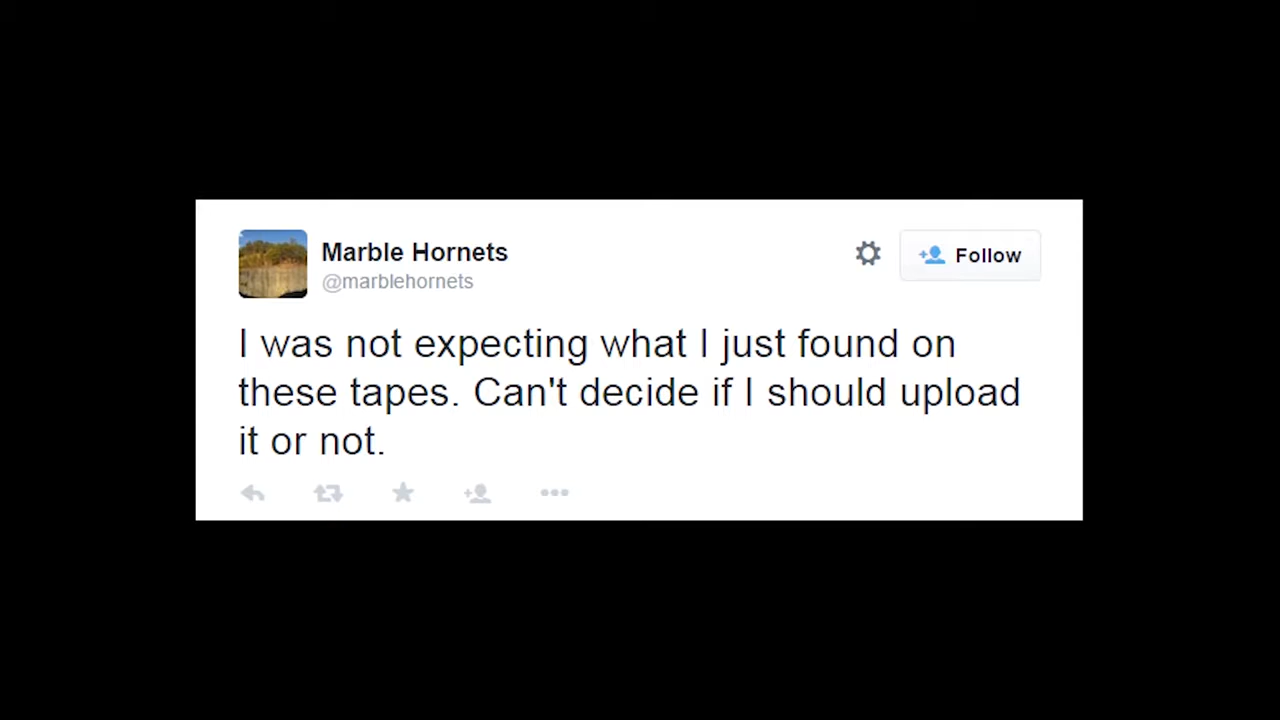 Marble Hornets
@marblehornets
Follow
I was not expecting what I just found on
these tapes. Can't decide if I should upload
it or not.